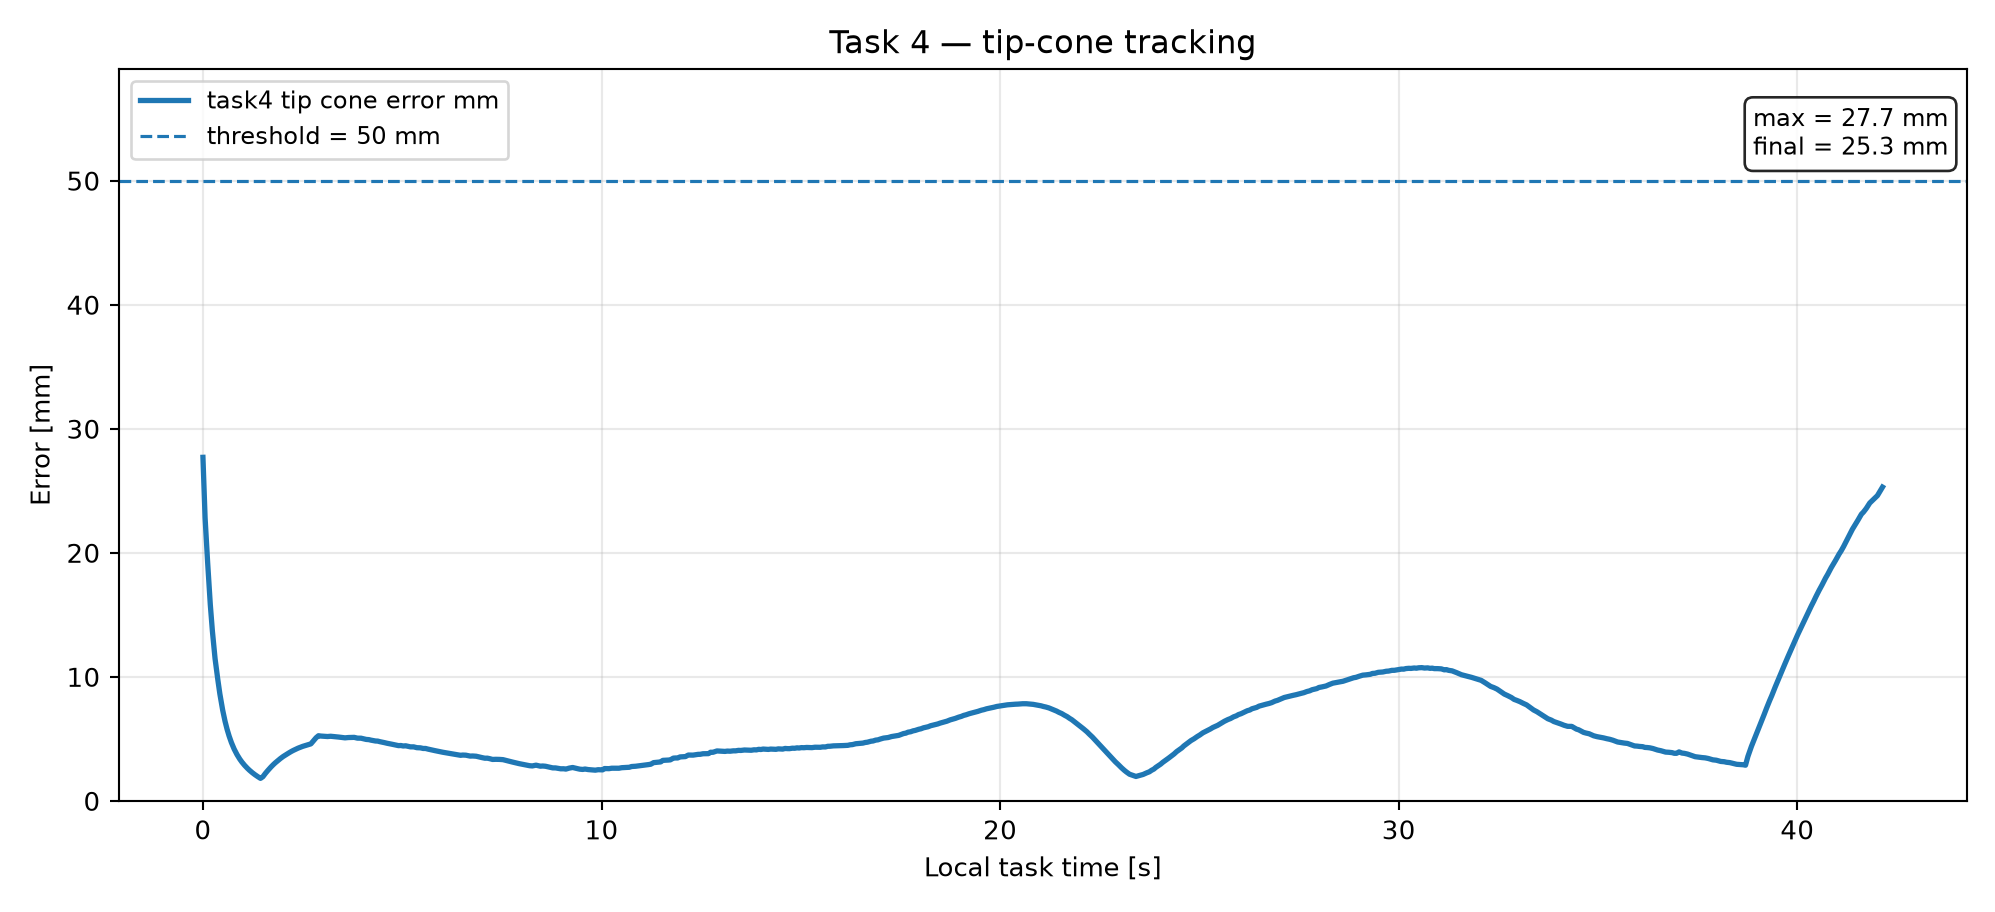 Task 4 — tip-cone tracking
task4 tip cone error mm
threshold = 50 mm
max = 27.7 mm
final = 25.3 mm
Error [mm]
50
40
30
20
10
0
0
10
20
30
40
Local task time [s]